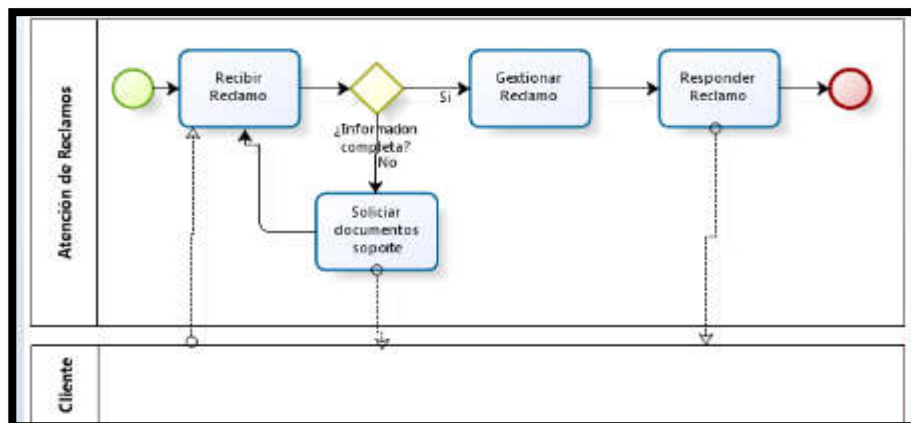 Atención de Reclamos
Recibir
Reclamo
¿Informacion
completa?
Si
No
Gestionar
Reclamo
Responder
Reclamo
Soliciar
documentos
soporte
Cliente